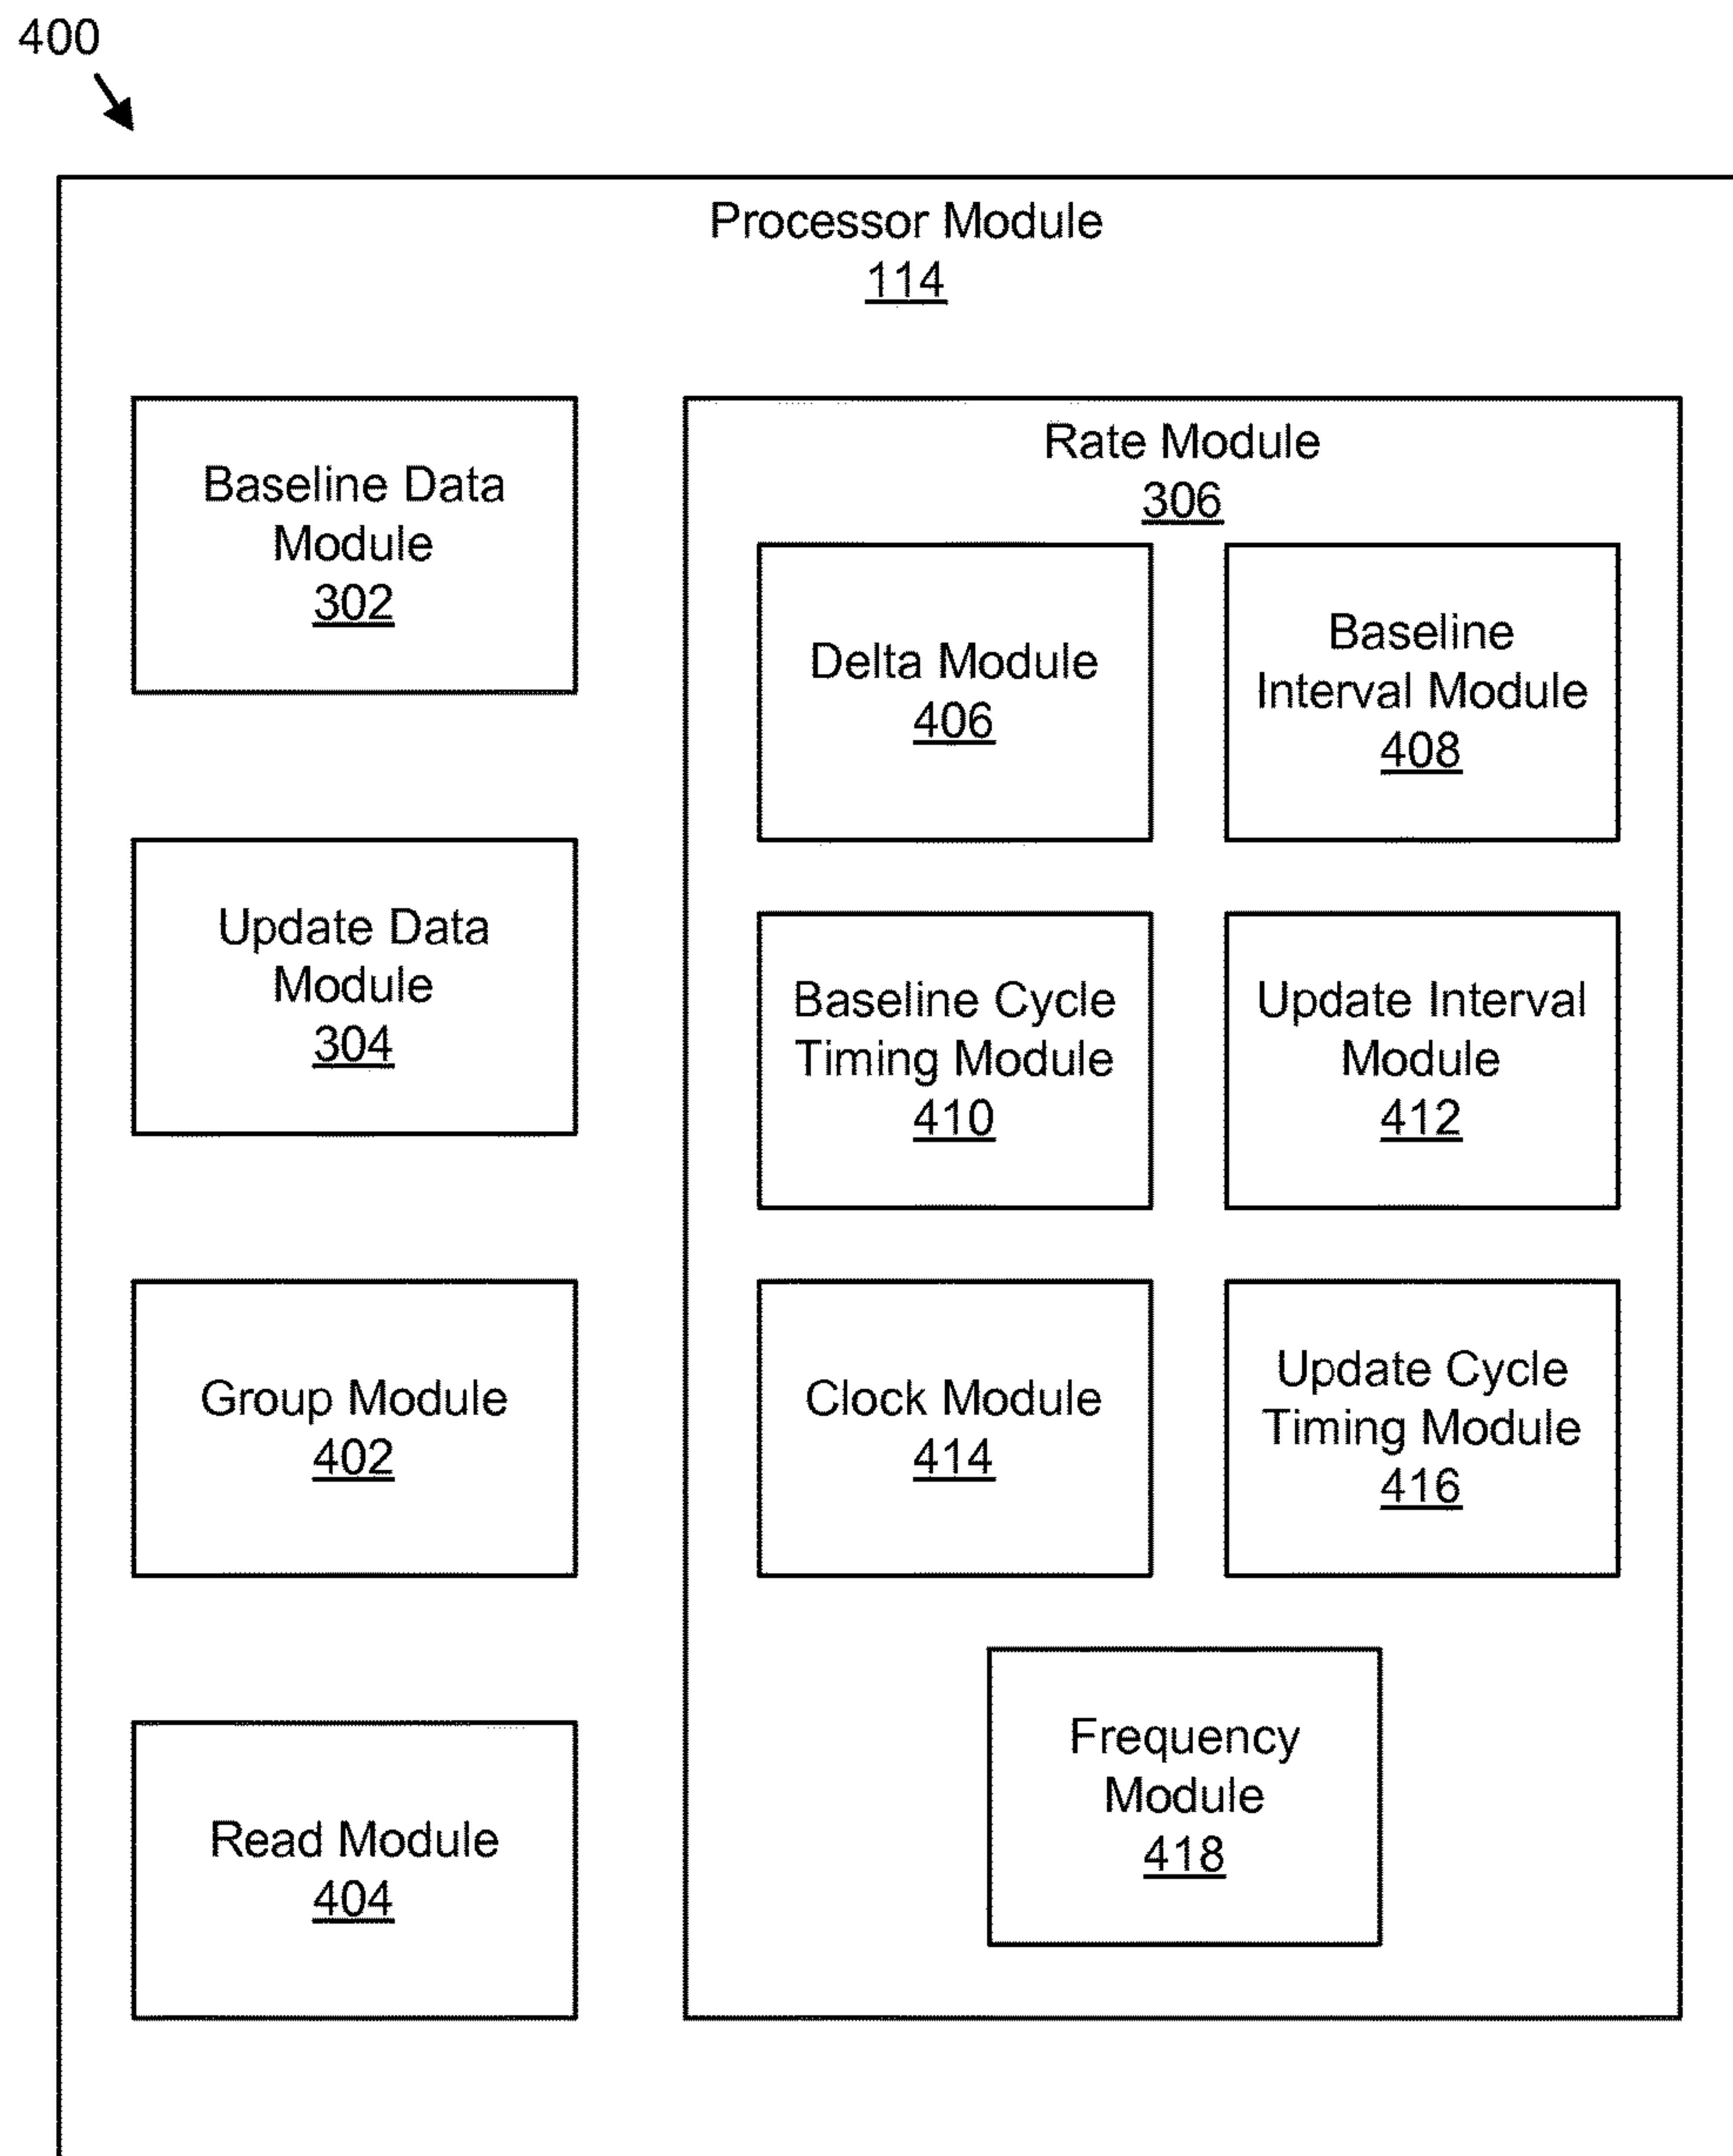 400
Processor Module
114
Baseline Data
Module
302
Update Data
Module
304
Group Module
402
Read Module
404
Rate Module
306
Delta Module
406
Baseline
Interval Module
408
Baseline Cycle
Timing Module
410
Update Interval
Module
412
Clock Module
414
Update Cycle
Timing Module
416
Frequency
Module
418